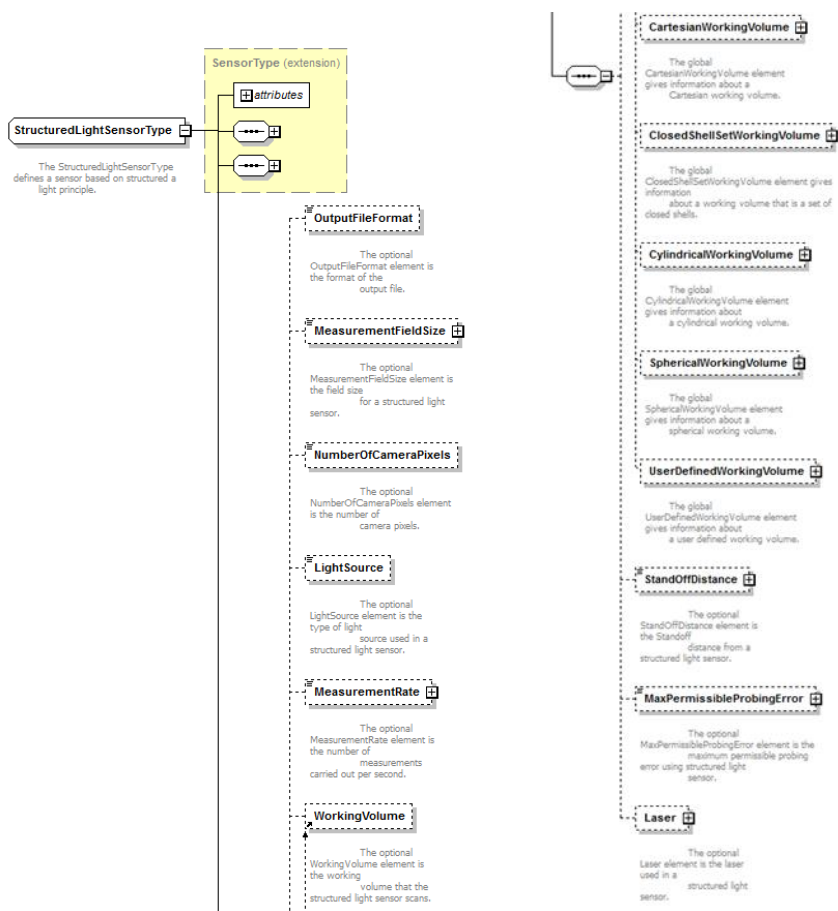 SensorType (extension)
attributes
StructuredLightSensorType
The StructuredLightSensorType
defines a sensor based on structured a
light principle.
OutputFileFormat
The optional
OutputFileFormat element is
the format of the
output file.
MeasurementFieldSize
The optional
MeasurementFieldSize element is
the field size
for a structured light
sensor.
NumberOfCameraPixels
The optional
NumberOfCameraPixels element
is the number of
camera pixels.
LightSource
The optional
LightSource element is the
type of light
source used in a
structured light sensor.
MeasurementRate
The optional
MeasurementRate element is
the number of
measurements
carried out per second.
WorkingVolume
The optional
WorkingVolume element is
the working
volume that the
structured light sensor scans.
CartesianWorkingVolume
The global
CartesianWorkingVolume element
gives information about a
Cartesian working volume.
ClosedShellSetWorkingVolume
The global
ClosedShellSetWorkingVolume element gives
information
about a working volume that is a set of
closed shells.
CylindricalWorkingVolume
The global
CylindricalWorkingVolume element
gives information about
a cylindrical working volume.
SphericalWorkingVolume
The global
SphericalWorkingVolume element
gives information about a
spherical working volume.
UserDefinedWorkingVolume
The global
UserDefinedWorkingVolume element
gives information about
a user defined working volume.
StandOffDistance
The optional
StandOffDistance element is
the Standoff
distance from a
structured light sensor.
MaxPermissibleProbingError
The optional
MaxPermissibleProbingError element is the
maximum permissible probing
error using structured light
sensor.
Laser
The optional
Laser element is the laser
used in a
structured light
sensor.